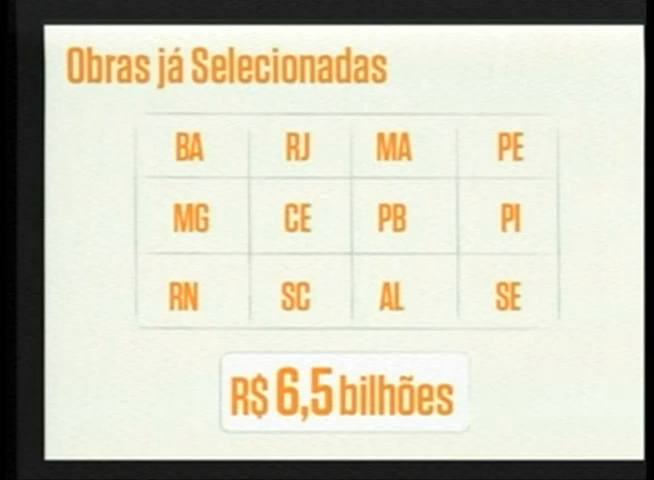 Obras já Selecionadas
BA RJ MA PE
MG CE PB PI
RN SC AL SE
R$ 6,5 bilhões